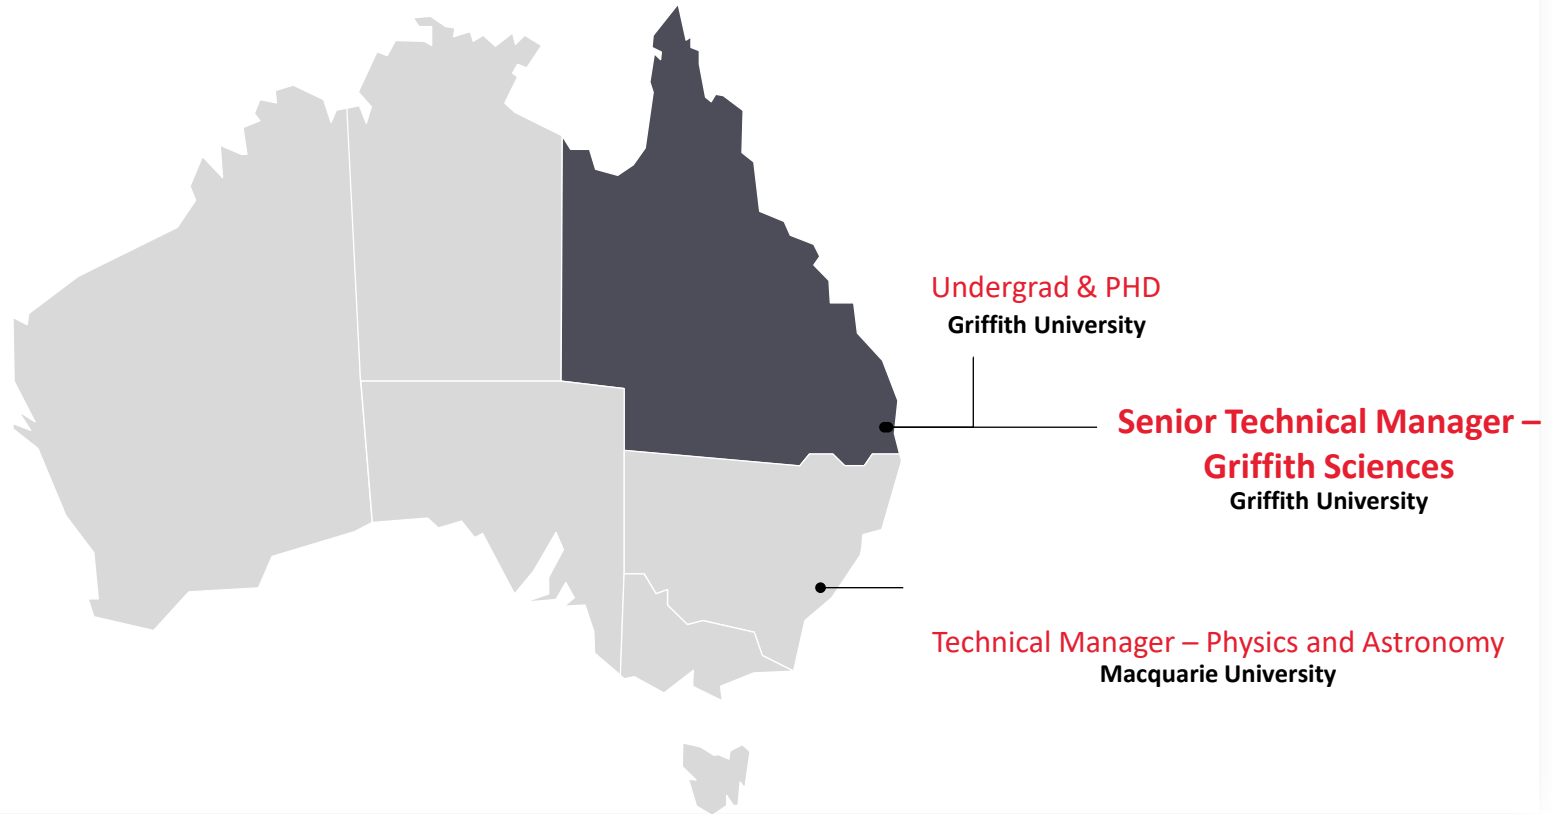 Undergrad & PHD
Griffith University
Senior Technical Manager –
Griffith Sciences
Griffith University
Technical Manager – Physics and Astronomy
Macquarie University